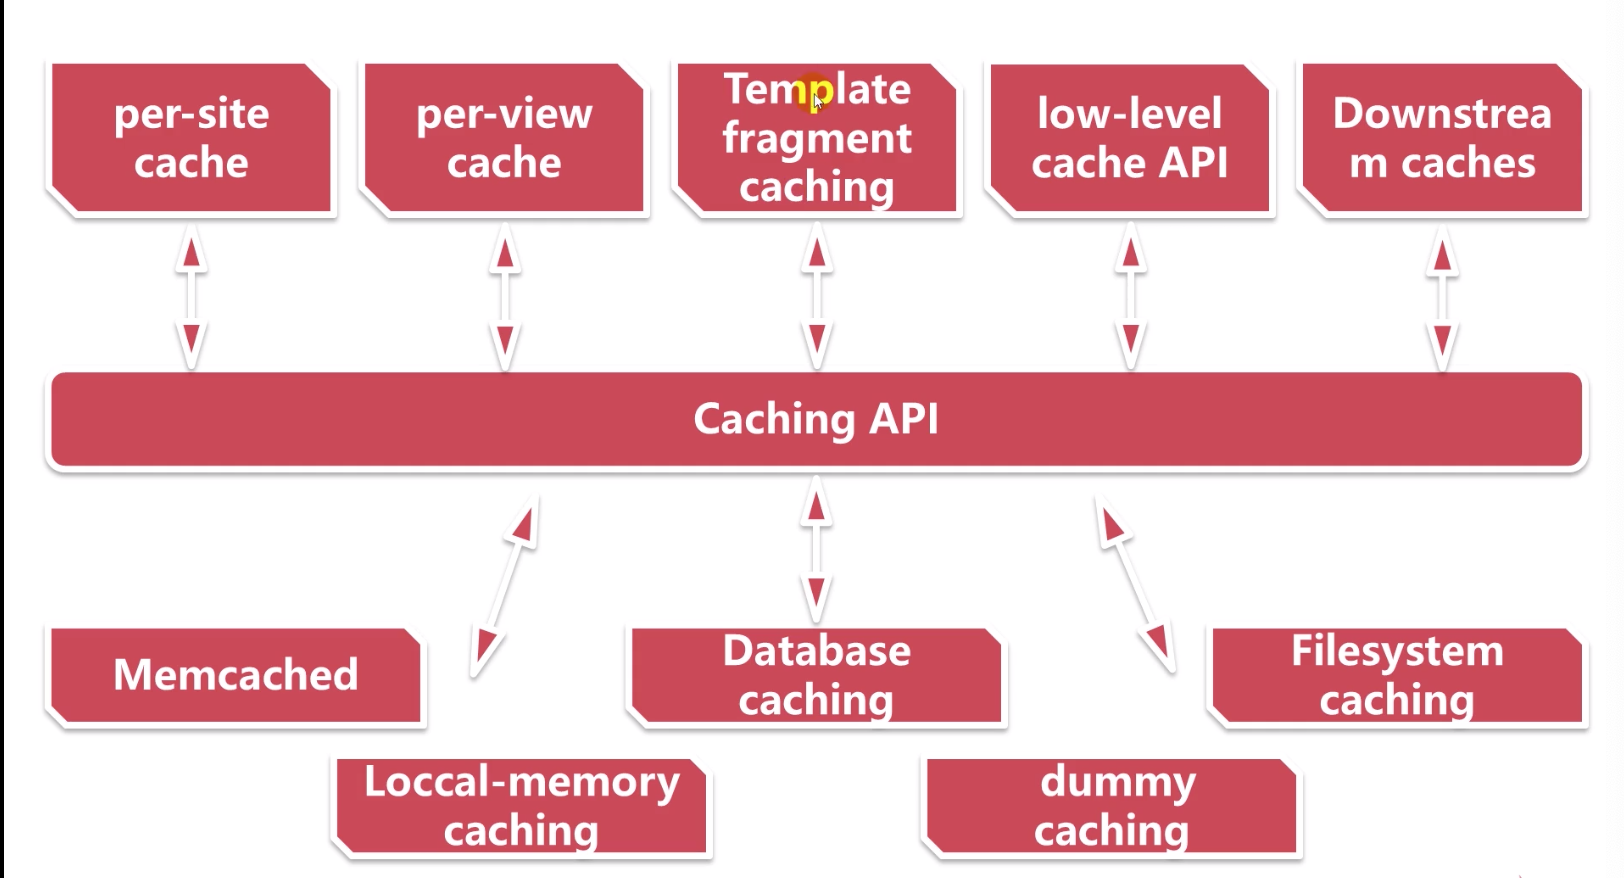 per-site
cache
per-view
cache
Template
fragment
caching
low-level
cache API
Downstrea
m caches
Caching API
Memcached
Database
caching
Filesystem
caching
Loccal-memory
caching
dummy
caching